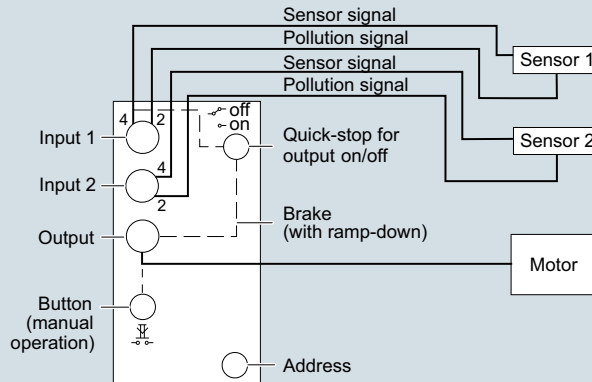 Sensor signal
Pollution signal
Sensor signal
Pollution signal
Sensor 1
Sensor 2
4 2
off
on
Input 1
Quick-stop for
output on/off
4
Input 2
2
Brake
(with ramp-down)
Output
Motor
Button
(manual
operation)
Address